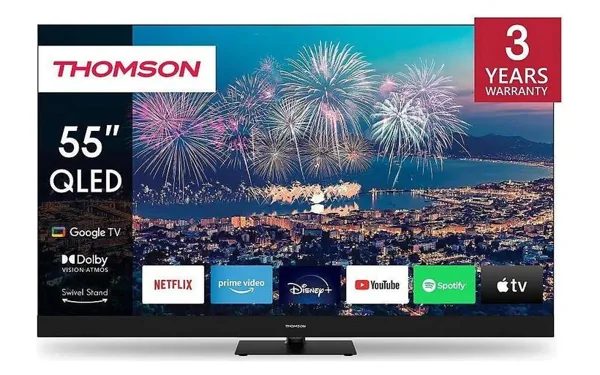 THOMSON
3
YEARS
WARRANTY
55"
QLED
Google TV
Dolby
VISION·ATMOS
Swivel Stand
NETFLIX
prime video
Disney+
YouTube
Spotify
tv
THOMSON